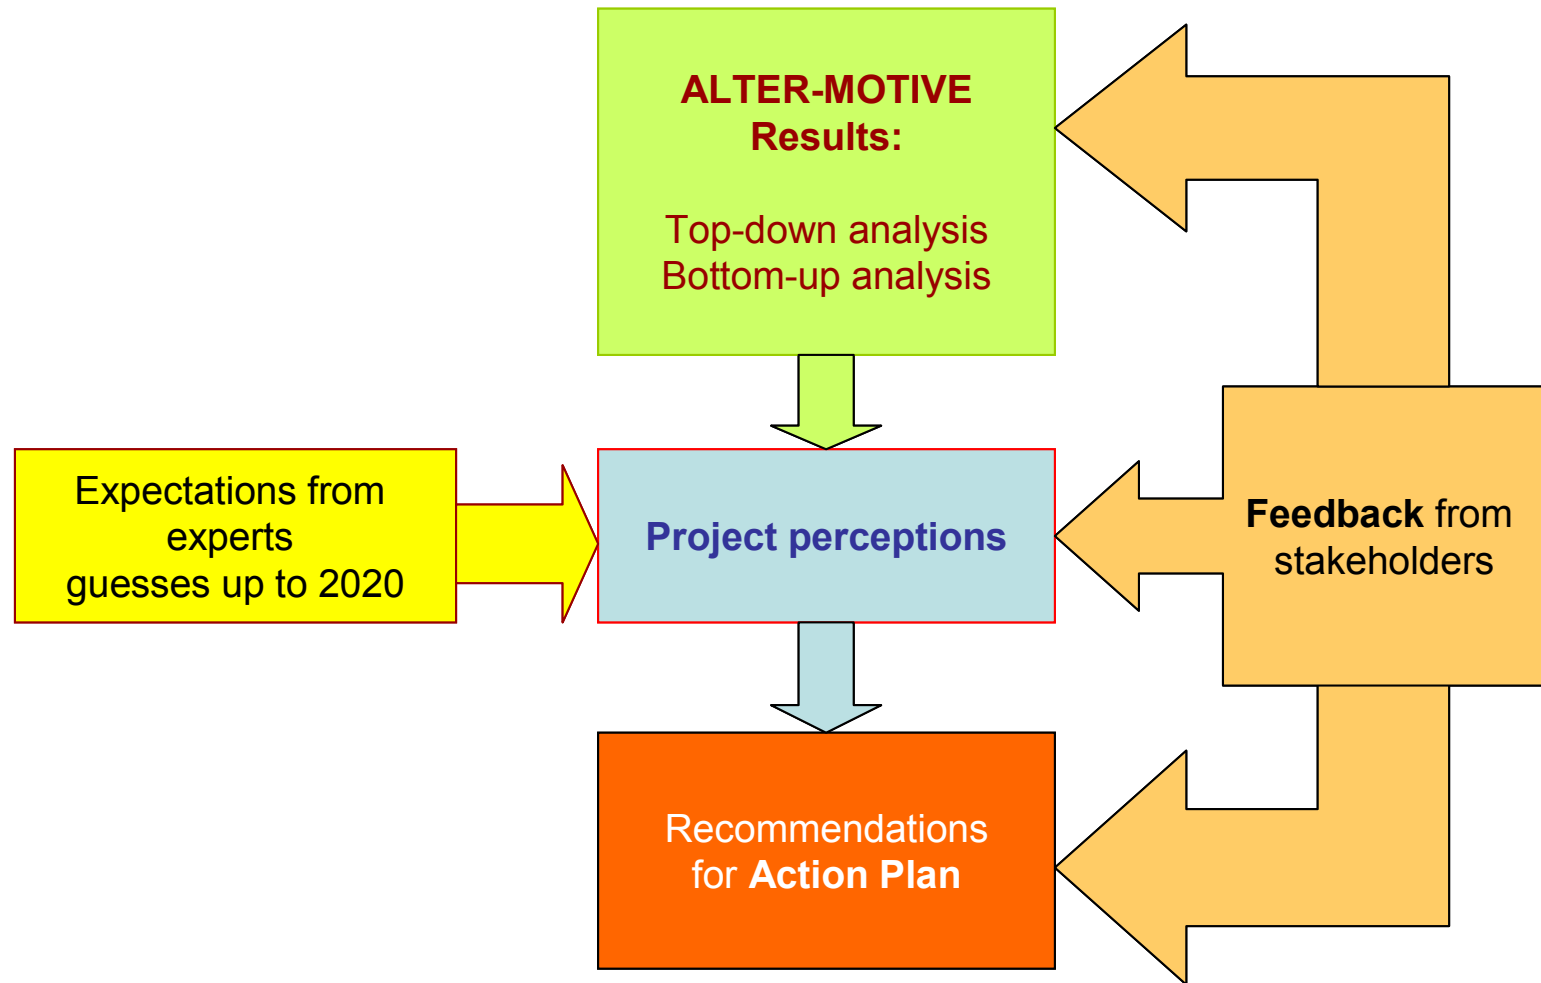 ALTER-MOTIVE
Results:
Top-down analysis
Bottom-up analysis
Expectations from
experts
guesses up to 2020
Project perceptions
Feedback from
stakeholders
Recommendations
for Action Plan